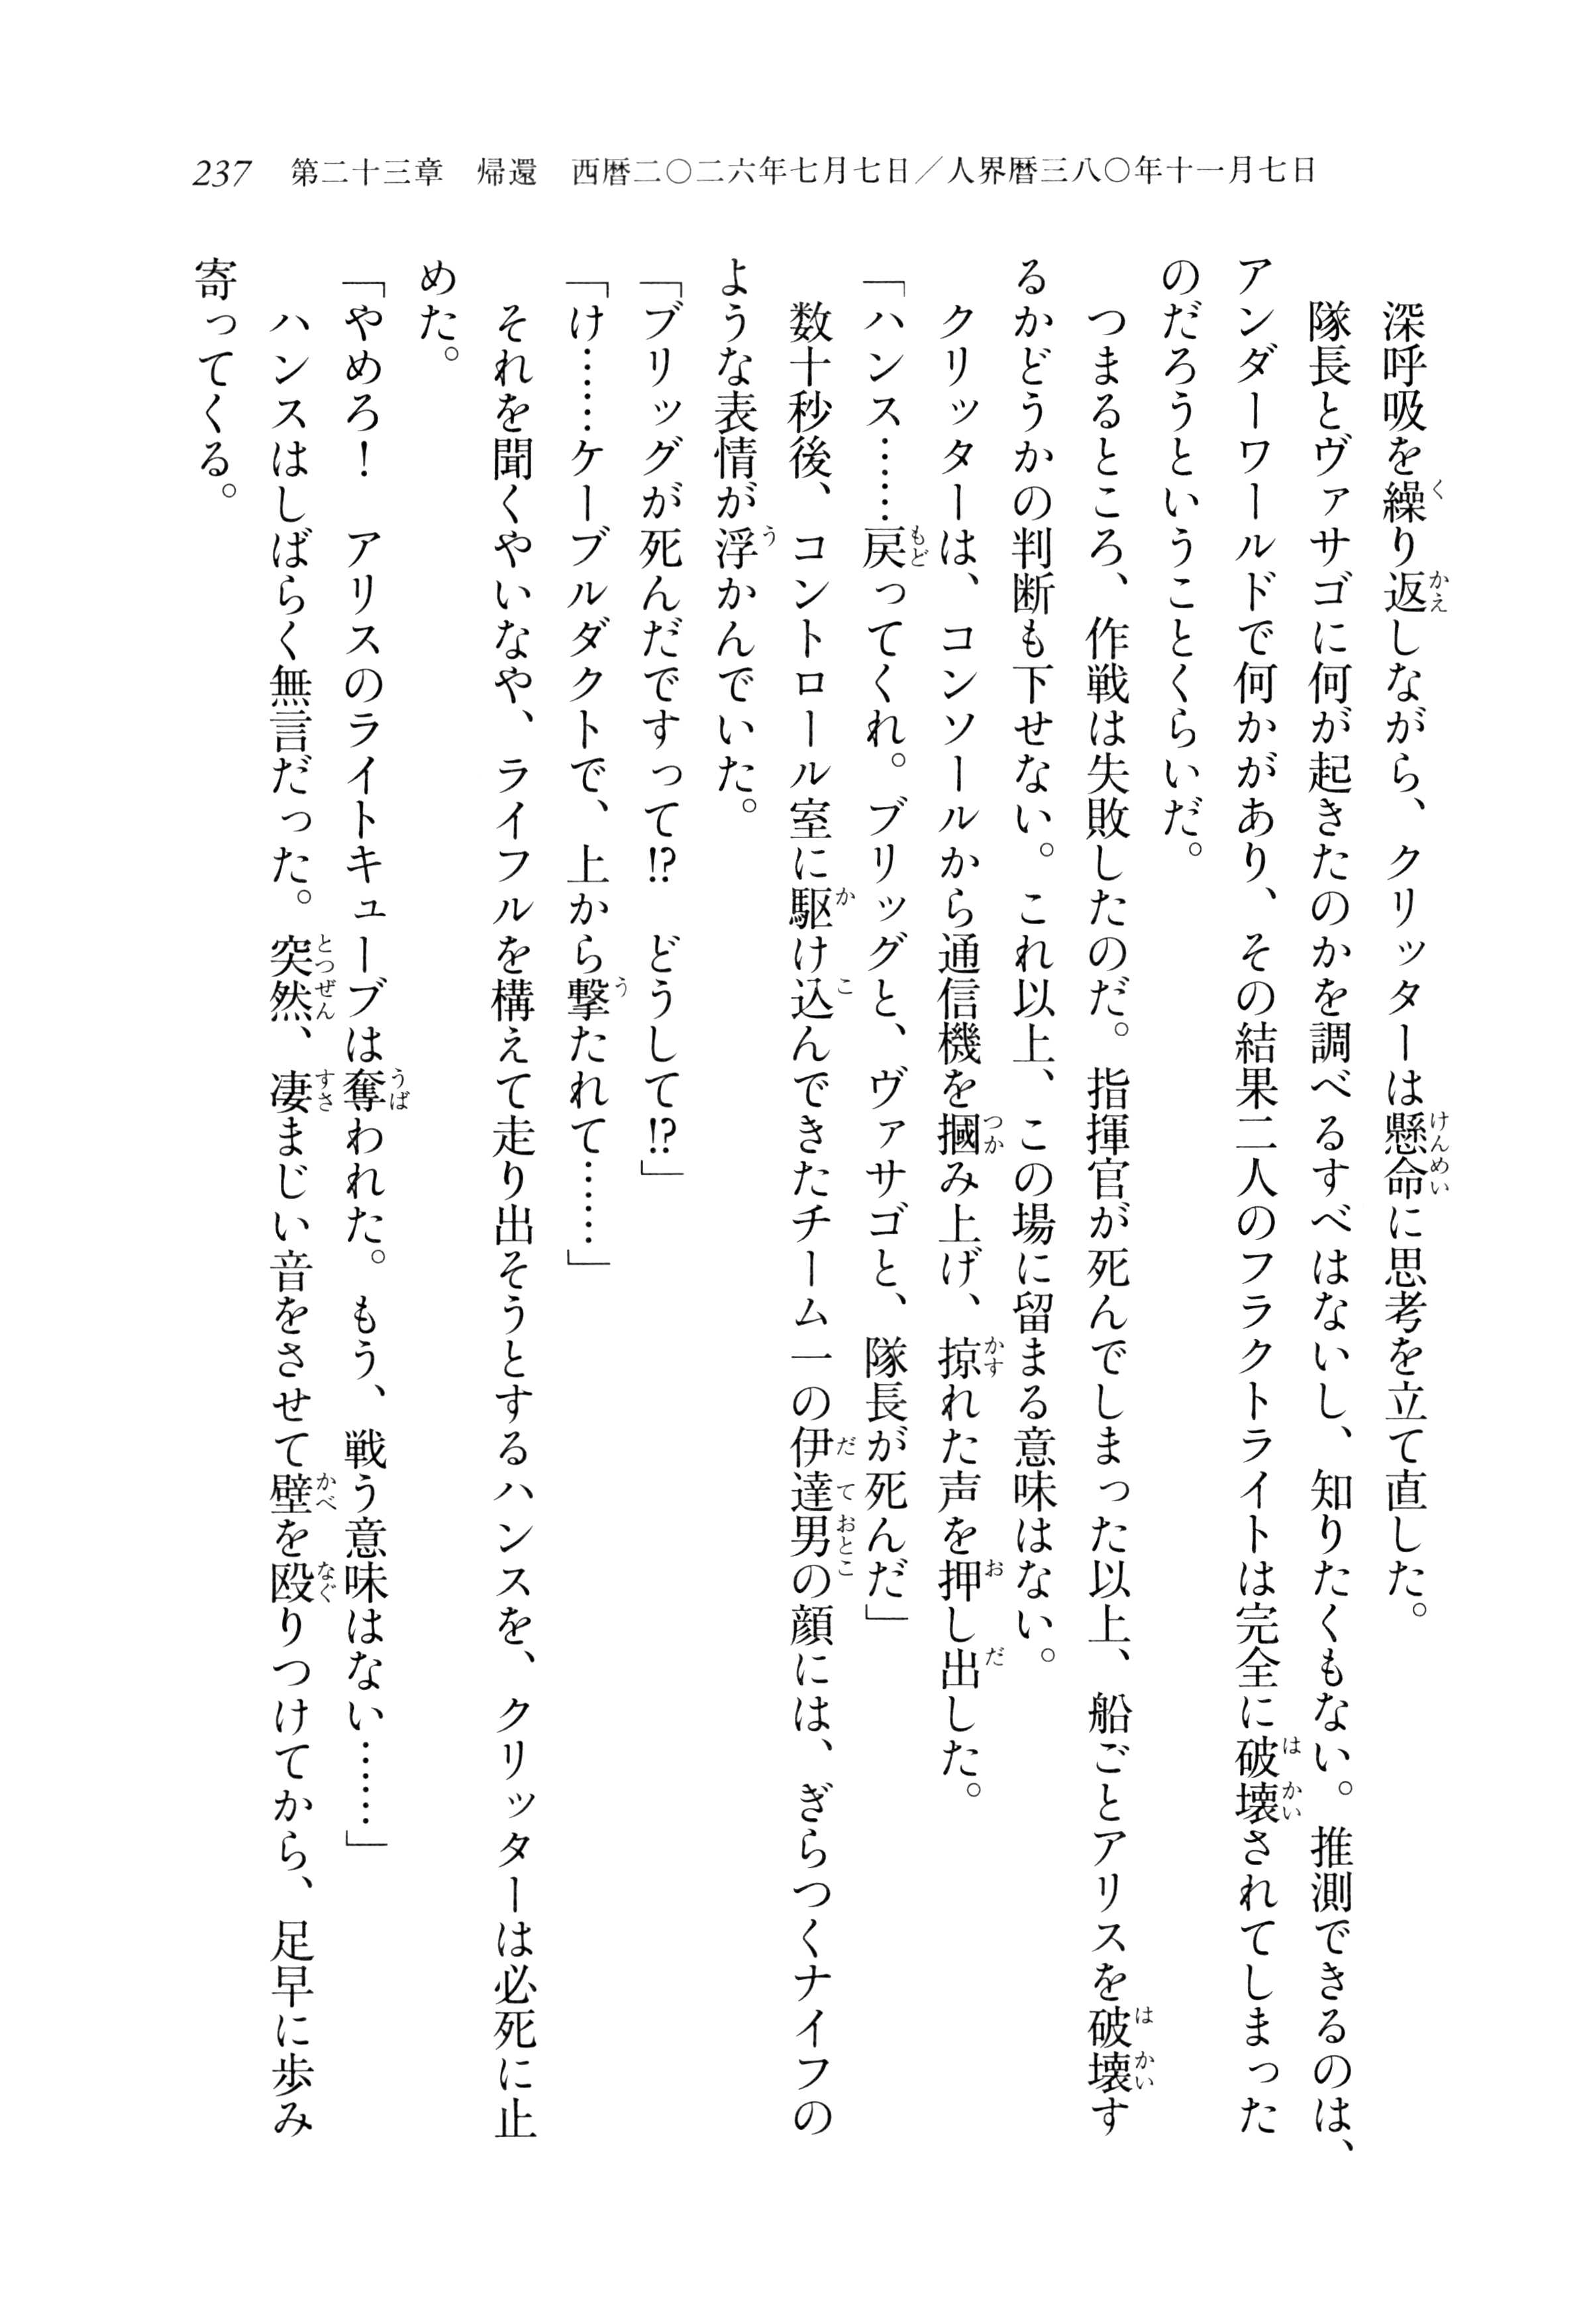 237 第二十三章 帰還 西暦二〇二六年七月七日／人界暦三八〇年十一月七日
深呼吸を繰り返しながら、クリッターは懸命に思考を立て直した。
隊長とヴァサゴに何が起きたのかを調べるすべはないし、知りたくもない。推測できるのは、
アンダーワールドで何かがあり、その結果二人のフラクトライトは完全に破壊されてしまった
のだろうということくらいだ。
つまるところ、作戦は失敗したのだ。指揮官が死んでしまった以上、船ごとアリスを破壊す
るかどうかの判断も下せない。これ以上、この場に留まる意味はない。
クリッターは、コンソールから通信機を摑み上げ、掠れた声を押し出した。
「ハンス……戻ってくれ。ブリッグと、ヴァサゴと、隊長が死んだ」
数十秒後、コントロール室に駆け込んできたチーム一の伊達男の顔には、ぎらつくナイフの
ような表情が浮かんでいた。
「ブリッグが死んだですって!?　どうして!?」
「け……ケーブルダクトで、上から撃たれて……」
それを聞くやいなや、ライフルを構えて走り出そうとするハンスを、クリッターは必死に止
めた。
「やめろ！　アリスのライトキューブは奪われた。もう、戦う意味はない……」
ハンスはしばらく無言だった。突然、凄まじい音をさせて壁を殴りつけてから、足早に歩み
寄ってくる。